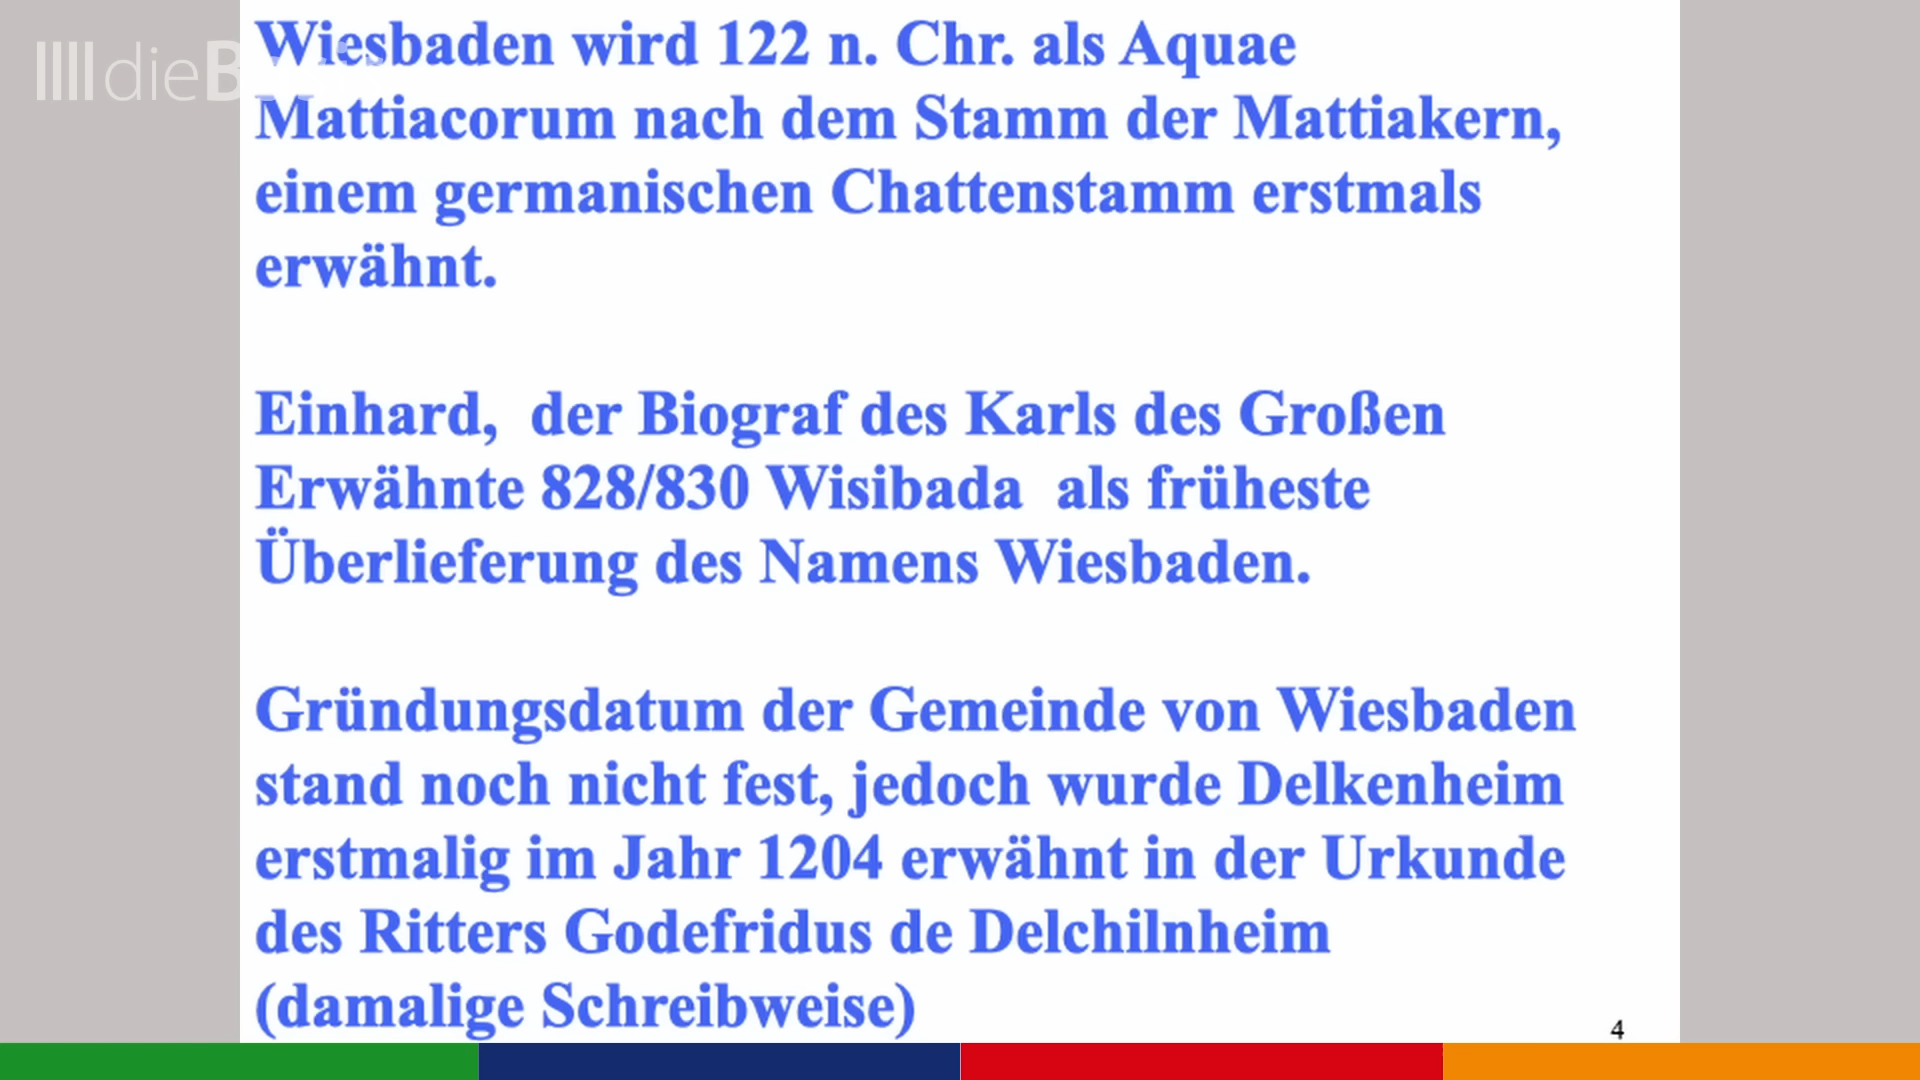 dieB
Wiesbaden wird 122 n. Chr. als Aquae
Mattiacorum nach dem Stamm der Mattiakern,
einem germanischen Chattenstamm erstmals
erwähnt.
Einhard, der Biograf des Karls des Großen
Erwähnte 828/830 Wisibada als früheste
Überlieferung des Namens Wiesbaden.
Gründungsdatum der Gemeinde von Wiesbaden
stand noch nicht fest, jedoch wurde Delkenheim
erstmalig im Jahr 1204 erwähnt in der Urkunde
des Ritters Godefridus de Delchilnheim
(damalige Schreibweise)
4